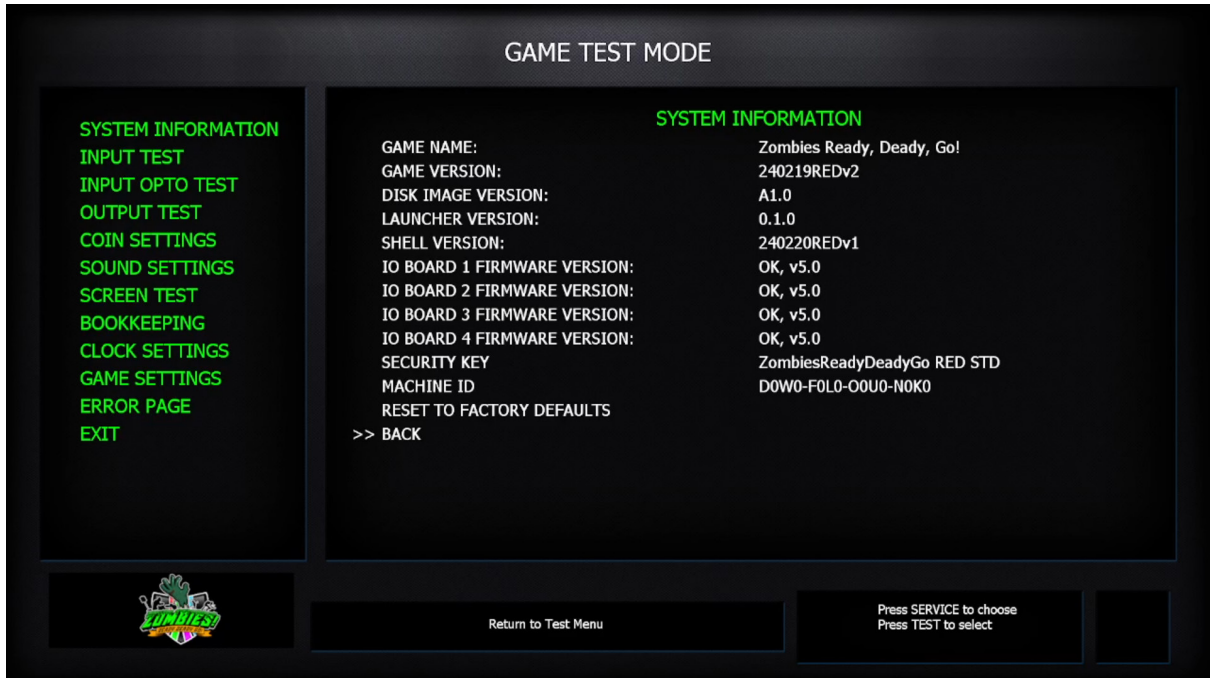 GAME TEST MODE
SYSTEM INFORMATION
INPUT TEST
INPUT OPTO TEST
OUTPUT TEST
COIN SETTINGS
SOUND SETTINGS
SCREEN TEST
BOOKKEEPING
CLOCK SETTINGS
GAME SETTINGS
ERROR PAGE
EXIT
SYSTEM INFORMATION
GAME NAME: Zombies Ready, Deady, Go!
GAME VERSION: 240219REDv2
DISK IMAGE VERSION: A1.0
LAUNCHER VERSION: 0.1.0
SHELL VERSION: 240220REDv1
IO BOARD 1 FIRMWARE VERSION: OK, v5.0
IO BOARD 2 FIRMWARE VERSION: OK, v5.0
IO BOARD 3 FIRMWARE VERSION: OK, v5.0
IO BOARD 4 FIRMWARE VERSION: OK, v5.0
SECURITY KEY ZombiesReadyDeadyGo RED STD
MACHINE ID D0W0-F0L0-O0U0-N0K0
RESET TO FACTORY DEFAULTS
>> BACK
ZOMBIES!
Return to Test Menu
Press SERVICE to choose
Press TEST to select